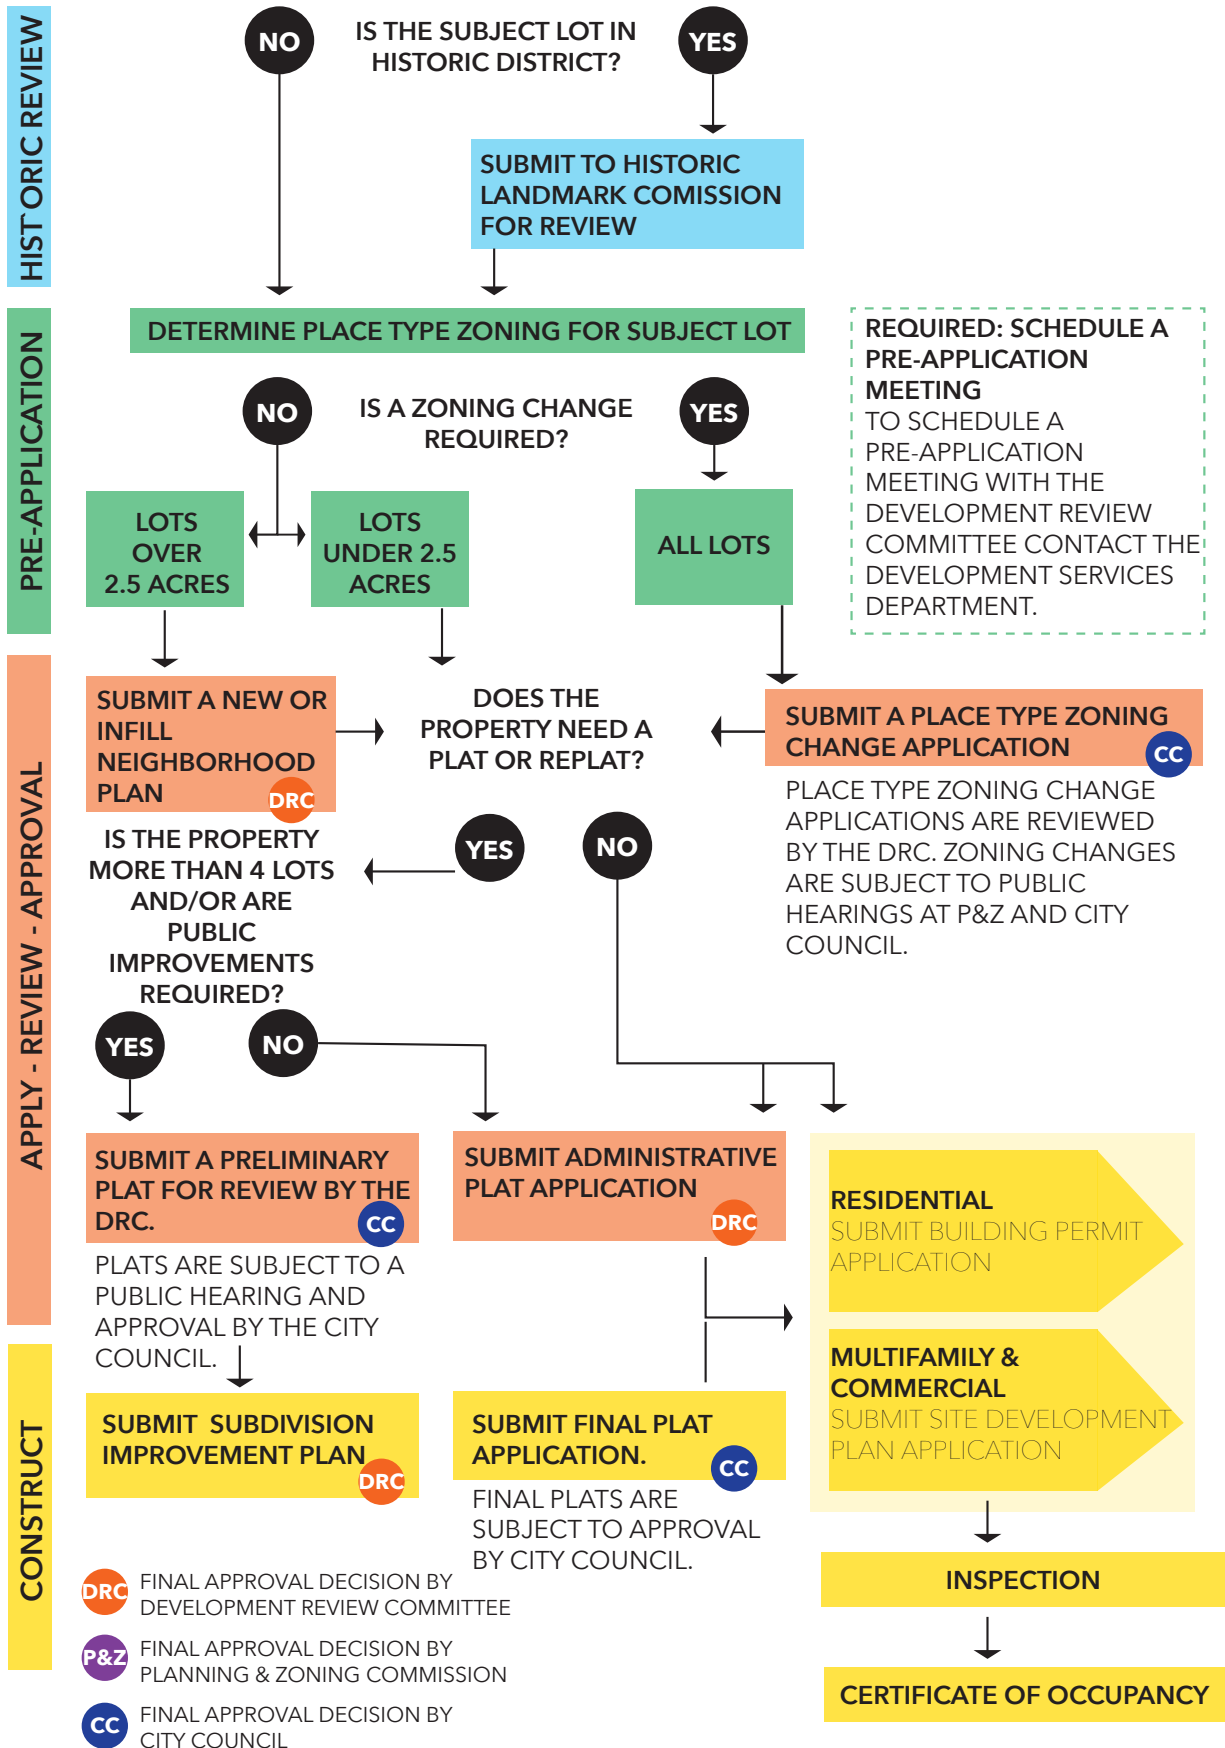 HISTORIC REVIEW
NO
IS THE SUBJECT LOT IN
HISTORIC DISTRICT?
YES
SUBMIT TO HISTORIC
LANDMARK COMISSION
FOR REVIEW
PRE-APPLICATION
DETERMINE PLACE TYPE ZONING FOR SUBJECT LOT
NO
IS A ZONING CHANGE
REQUIRED?
YES
LOTS
OVER
2.5 ACRES
LOTS
UNDER 2.5
ACRES
ALL LOTS
REQUIRED: SCHEDULE A
PRE-APPLICATION
MEETING
TO SCHEDULE A
PRE-APPLICATION
MEETING WITH THE
DEVELOPMENT REVIEW
COMMITTEE CONTACT THE
DEVELOPMENT SERVICES
DEPARTMENT.
APPLY - REVIEW - APPROVAL
SUBMIT A NEW OR
INFILL
NEIGHBORHOOD
PLAN
DRC
DOES THE
PROPERTY NEED A
PLAT OR REPLAT?
SUBMIT A PLACE TYPE ZONING
CHANGE APPLICATION
CC
PLACE TYPE ZONING CHANGE
APPLICATIONS ARE REVIEWED
BY THE DRC. ZONING CHANGES
ARE SUBJECT TO PUBLIC
HEARINGS AT P&Z AND CITY
COUNCIL.
YES
NO
IS THE PROPERTY
MORE THAN 4 LOTS
AND/OR ARE
PUBLIC
IMPROVEMENTS
REQUIRED?
YES
NO
SUBMIT A PRELIMINARY
PLAT FOR REVIEW BY THE
DRC.
CC
PLATS ARE SUBJECT TO A
PUBLIC HEARING AND
APPROVAL BY THE CITY
COUNCIL.
SUBMIT ADMINISTRATIVE
PLAT APPLICATION
DRC
RESIDENTIAL
SUBMIT BUILDING PERMIT
APPLICATION
MULTIFAMILY &
COMMERCIAL
SUBMIT SITE DEVELOPMENT
PLAN APPLICATION
CONSTRUCT
SUBMIT SUBDIVISION
IMPROVEMENT PLAN
DRC
SUBMIT FINAL PLAT
APPLICATION.
CC
FINAL PLATS ARE
SUBJECT TO APPROVAL
BY CITY COUNCIL.
INSPECTION
CERTIFICATE OF OCCUPANCY
DRC
FINAL APPROVAL DECISION BY
DEVELOPMENT REVIEW COMMITTEE
P&Z
FINAL APPROVAL DECISION BY
PLANNING & ZONING COMMISSION
CC
FINAL APPROVAL DECISION BY
CITY COUNCIL